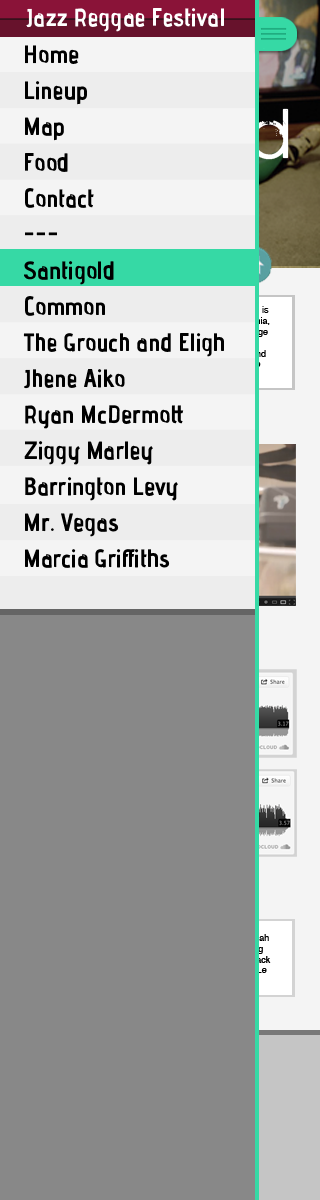 Jazz Reggae Festival
Home
Lineup
Map
Food
Contact
---
Santigold
Common
The Grouch and Eligh
Jhene Aiko
Ryan McDermott
Ziggy Marley
Barrington Levy
Mr. Vegas
Marcia Griffiths
d
is
ia,
ge
nd
Share
3.17
CLOUD
Share
3.53
CLOUD
ah
g
ack
Le